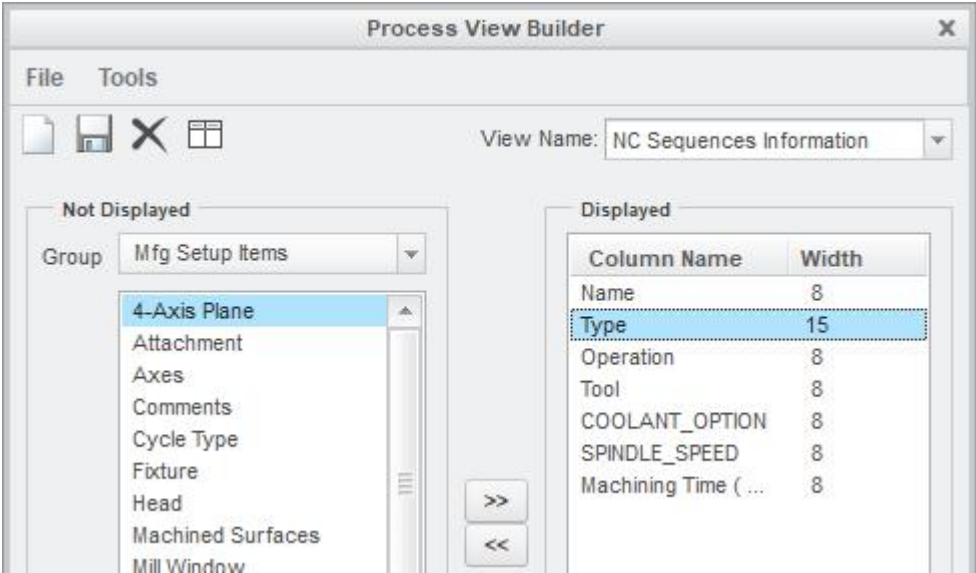 Process View Builder
File Tools
View Name: NC Sequences Information
Not Displayed
Group Mfg Setup Items
4-Axis Plane
Attachment
Axes
Comments
Cycle Type
Fixture
Head
Machined Surfaces
Mill Window
>>
<<
Displayed
Column Name Width
Name 8
Type 15
Operation 8
Tool 8
COOLANT_OPTION 8
SPINDLE_SPEED 8
Machining Time ( ... 8